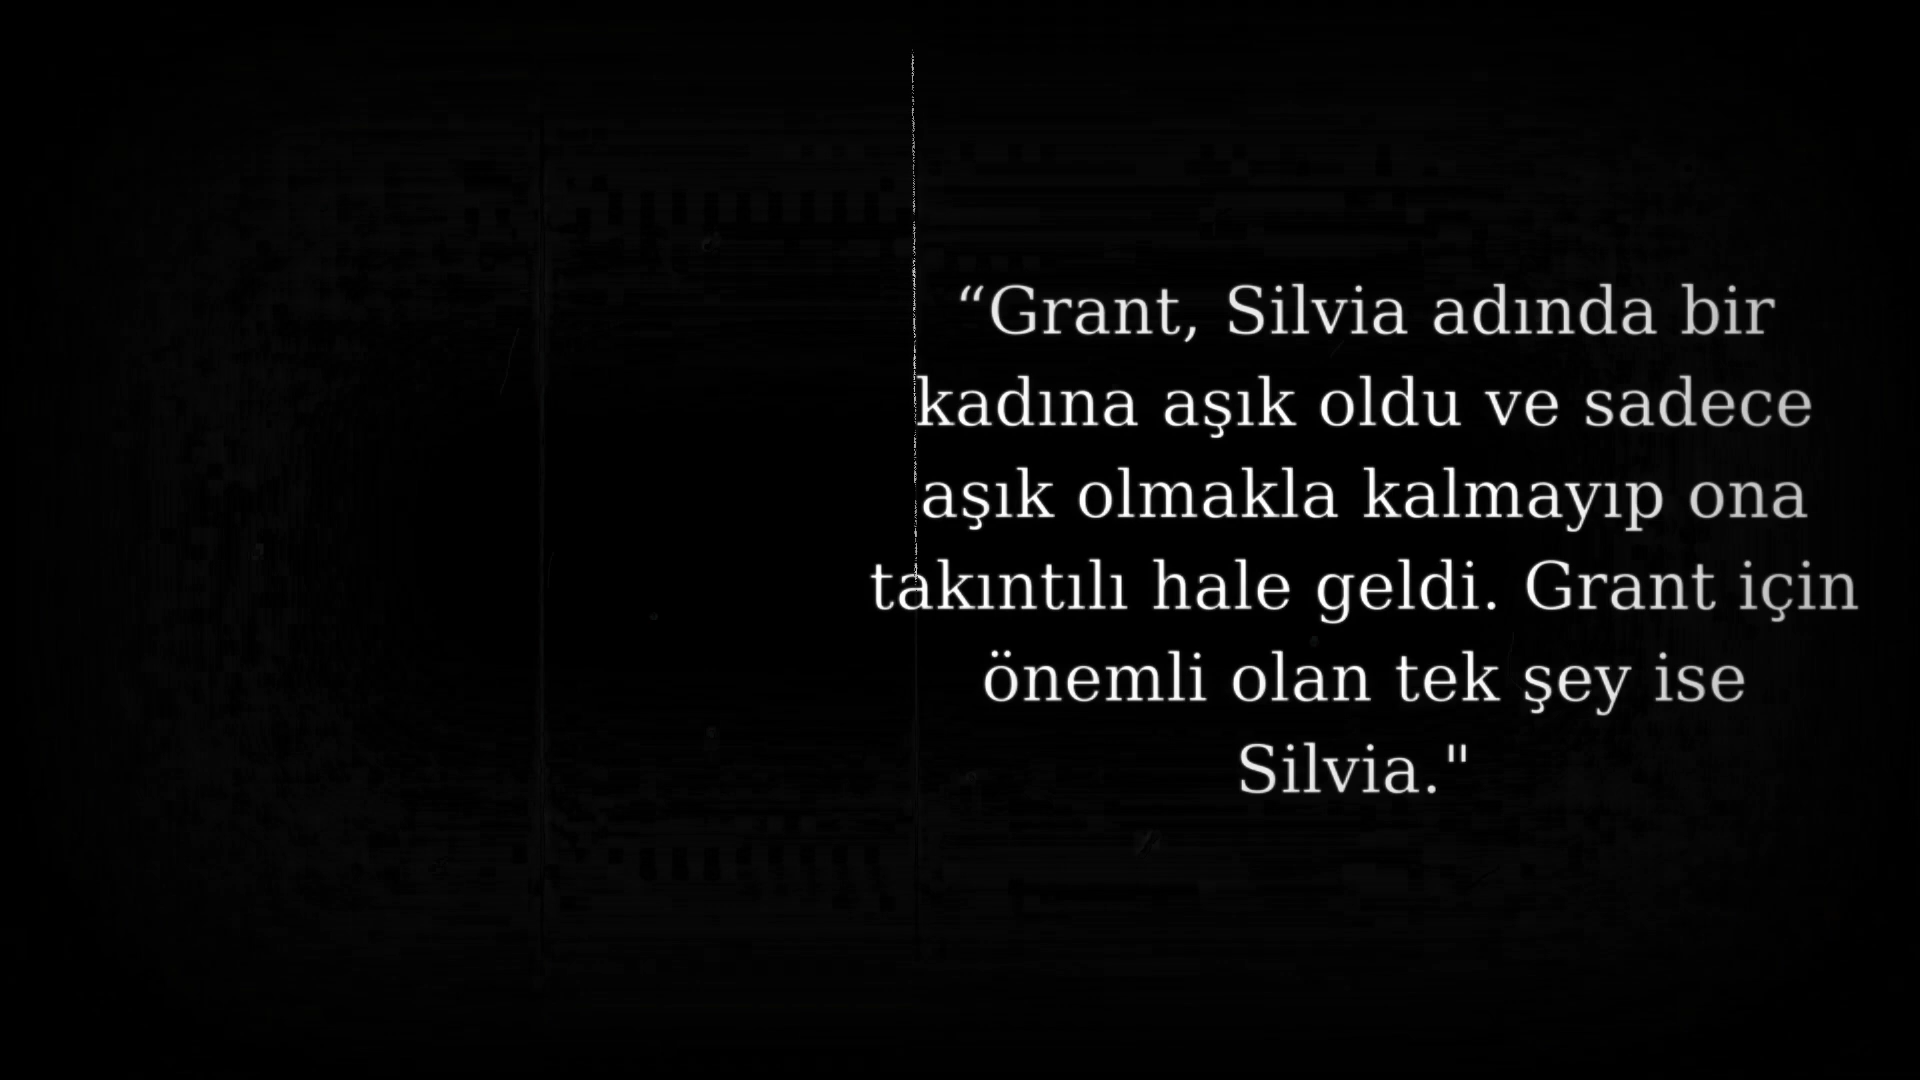 “Grant, Silvia adında bir
kadına aşık oldu ve sadece
aşık olmakla kalmayıp ona
takıntılı hale geldi. Grant için
önemli olan tek şey ise
Silvia."